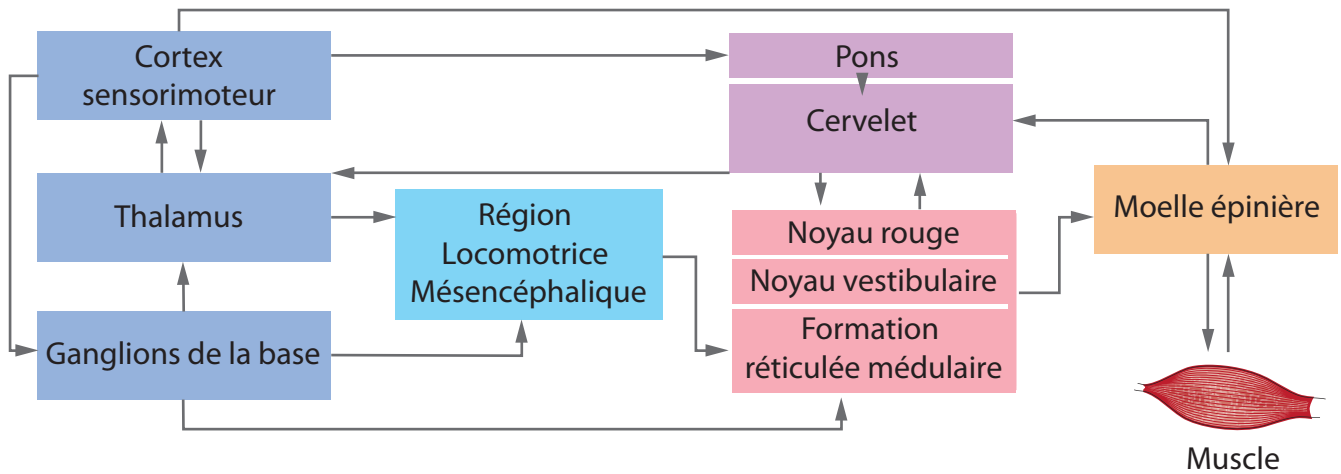 Cortex
sensorimoteur
Pons
Cervelet
Thalamus
Région
Locomotrice
Mésencéphalique
Noyau rouge
Noyau vestibulaire
Formation
réticulée médulaire
Moelle épinière
Ganglions de la base
Muscle